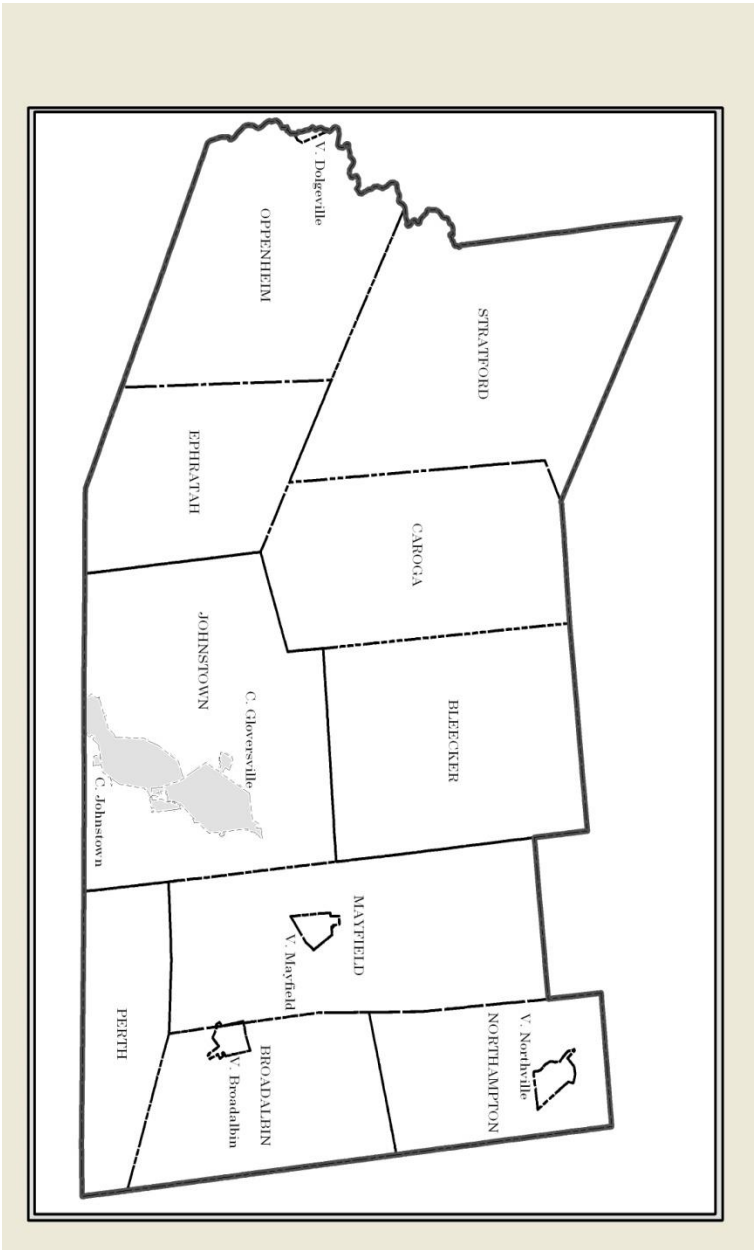 V. Dolgeville
OPPENHEIM
STRATFORD
EPHRATAH
CAROGA
JOHNSTOWN
C. Gloversville
C. Johnstown
BLEECKER
MAYFIELD
V. Mayfield
PERTH
V. Northville
NORTHAMPTON
BROADALBIN
V. Broadalbin